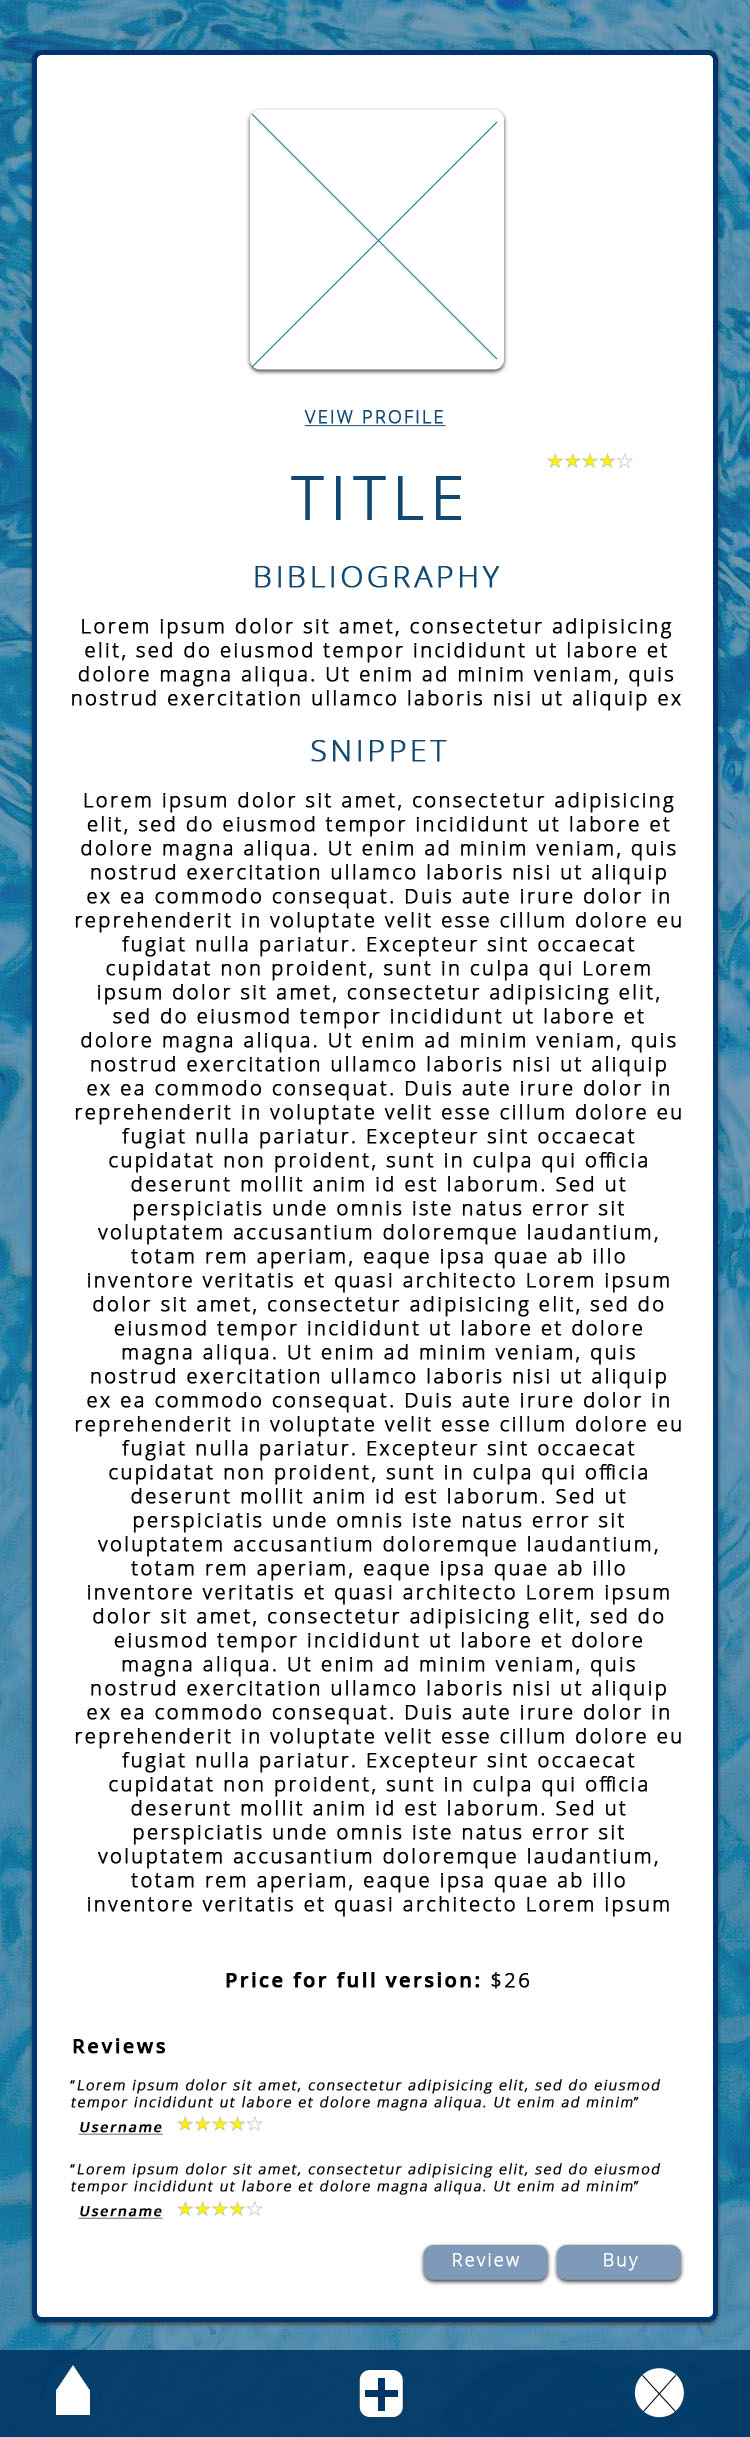 VEIW PROFILE
TITLE
BIBLIOGRAPHY
Lorem ipsum dolor sit amet, consectetur adipisicing
elit, sed do eiusmod tempor incididunt ut labore et
dolore magna aliqua. Ut enim ad minim veniam, quis
nostrud exercitation ullamco laboris nisi ut aliquip ex
SNIPPET
Lorem ipsum dolor sit amet, consectetur adipisicing
elit, sed do eiusmod tempor incididunt ut labore et
dolore magna aliqua. Ut enim ad minim veniam, quis
nostrud exercitation ullamco laboris nisi ut aliquip
ex ea commodo consequat. Duis aute irure dolor in
reprehenderit in voluptate velit esse cillum dolore eu
fugiat nulla pariatur. Excepteur sint occaecat
cupidatat non proident, sunt in culpa qui Lorem
ipsum dolor sit amet, consectetur adipisicing elit,
sed do eiusmod tempor incididunt ut labore et
dolore magna aliqua. Ut enim ad minim veniam, quis
nostrud exercitation ullamco laboris nisi ut aliquip
ex ea commodo consequat. Duis aute irure dolor in
reprehenderit in voluptate velit esse cillum dolore eu
fugiat nulla pariatur. Excepteur sint occaecat
cupidatat non proident, sunt in culpa qui officia
deserunt mollit anim id est laborum. Sed ut
perspiciatis unde omnis iste natus error sit
voluptatem accusantium doloremque laudantium,
totam rem aperiam, eaque ipsa quae ab illo
inventore veritatis et quasi architecto Lorem ipsum
dolor sit amet, consectetur adipisicing elit, sed do
eiusmod tempor incididunt ut labore et dolore
magna aliqua. Ut enim ad minim veniam, quis
nostrud exercitation ullamco laboris nisi ut aliquip
ex ea commodo consequat. Duis aute irure dolor in
reprehenderit in voluptate velit esse cillum dolore eu
fugiat nulla pariatur. Excepteur sint occaecat
cupidatat non proident, sunt in culpa qui officia
deserunt mollit anim id est laborum. Sed ut
perspiciatis unde omnis iste natus error sit
voluptatem accusantium doloremque laudantium,
totam rem aperiam, eaque ipsa quae ab illo
inventore veritatis et quasi architecto Lorem ipsum
dolor sit amet, consectetur adipisicing elit, sed do
eiusmod tempor incididunt ut labore et dolore
magna aliqua. Ut enim ad minim veniam, quis
nostrud exercitation ullamco laboris nisi ut aliquip
ex ea commodo consequat. Duis aute irure dolor in
reprehenderit in voluptate velit esse cillum dolore eu
fugiat nulla pariatur. Excepteur sint occaecat
cupidatat non proident, sunt in culpa qui officia
deserunt mollit anim id est laborum. Sed ut
perspiciatis unde omnis iste natus error sit
voluptatem accusantium doloremque laudantium,
totam rem aperiam, eaque ipsa quae ab illo
inventore veritatis et quasi architecto Lorem ipsum
Price for full version: $26
Reviews
"Lorem ipsum dolor sit amet, consectetur adipisicing elit, sed do eiusmod
tempor incididunt ut labore et dolore magna aliqua. Ut enim ad minim"
Username
"Lorem ipsum dolor sit amet, consectetur adipisicing elit, sed do eiusmod
tempor incididunt ut labore et dolore magna aliqua. Ut enim ad minim"
Username
Review Buy